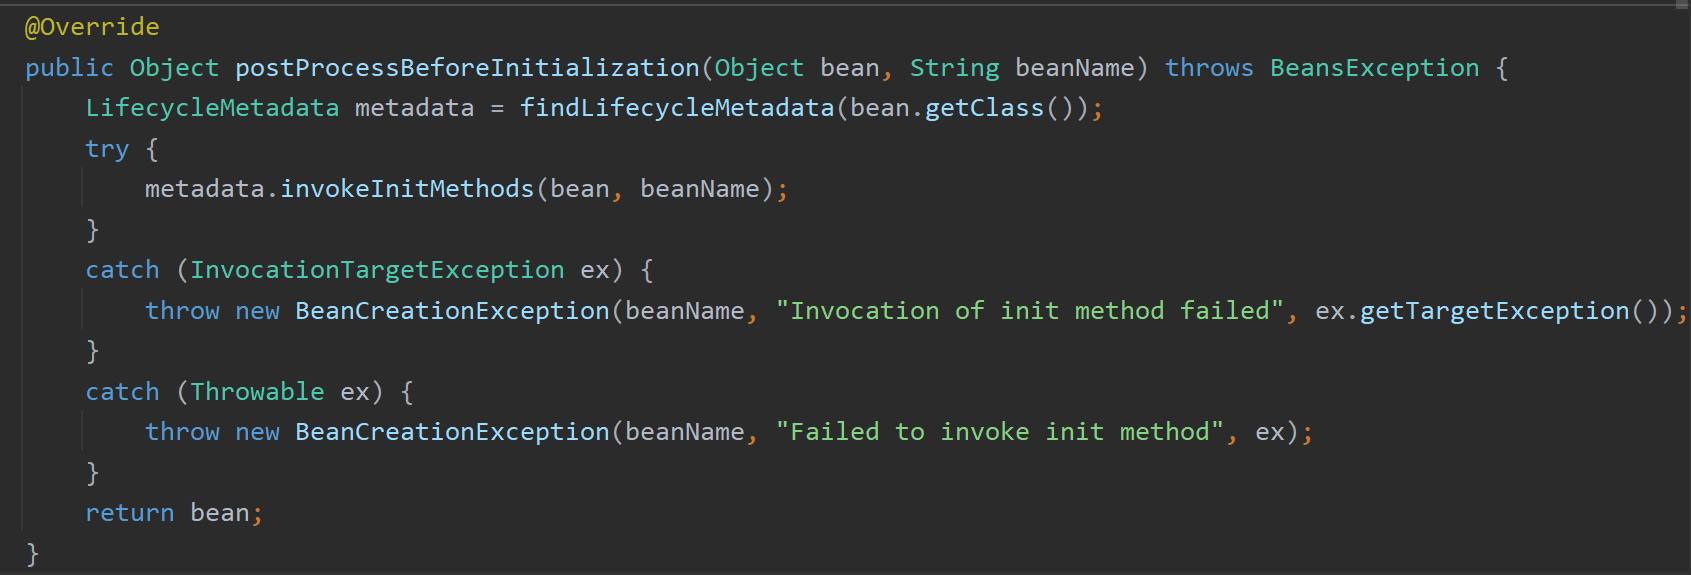 @Override
public Object postProcessBeforeInitialization(Object bean, String beanName) throws BeansException {
    LifecycleMetadata metadata = findLifecycleMetadata(bean.getClass());
    try {
        metadata.invokeInitMethods(bean, beanName);
    }
    catch (InvocationTargetException ex) {
        throw new BeanCreationException(beanName, "Invocation of init method failed", ex.getTargetException());
    }
    catch (Throwable ex) {
        throw new BeanCreationException(beanName, "Failed to invoke init method", ex);
    }
    return bean;
}